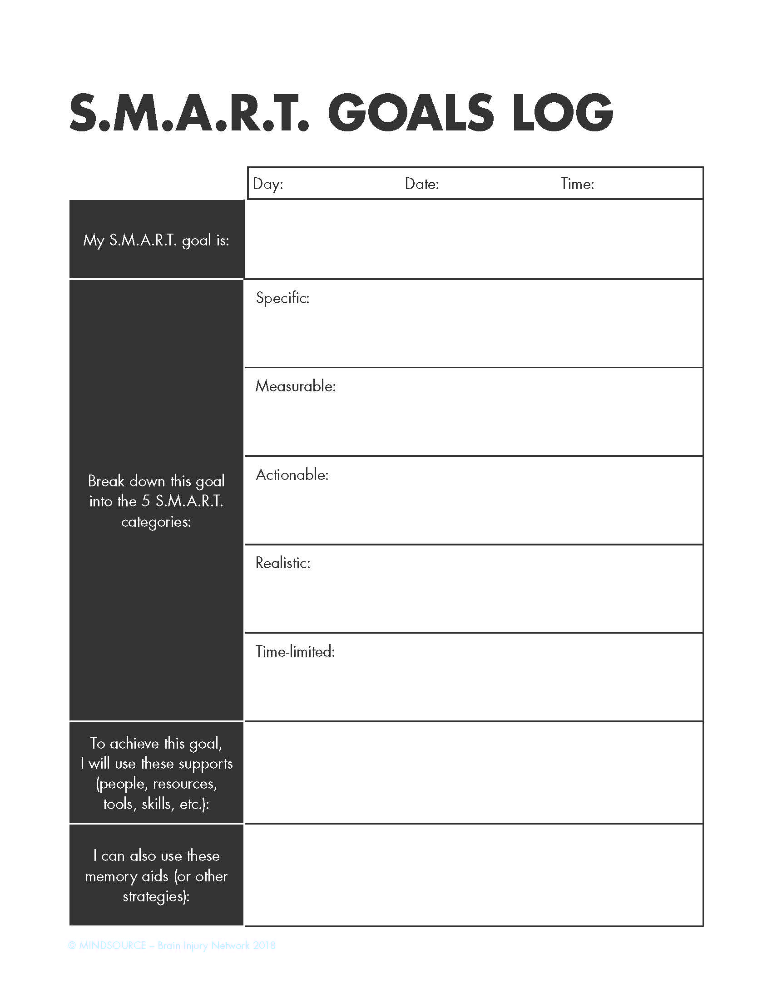 S.M.A.R.T. GOALS LOG
Day: Date: Time:
My S.M.A.R.T. goal is:
Break down this goal
into the 5 S.M.A.R.T.
categories:
Specific:
Measurable:
Actionable:
Realistic:
Time-limited:
To achieve this goal,
I will use these supports
(people, resources,
tools, skills, etc.):
I can also use these
memory aids (or other
strategies):
© MINDSOURCE – Brain Injury Network 2018